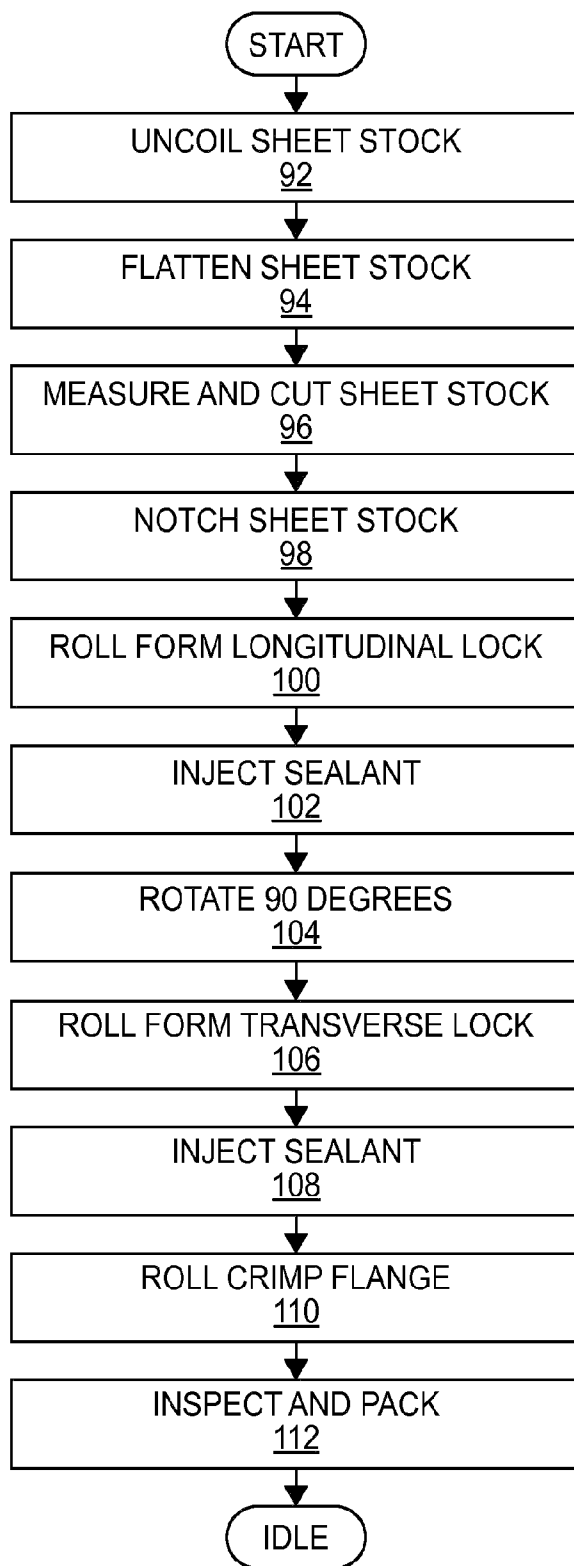 START
UNCOIL SHEET STOCK
92
FLATTEN SHEET STOCK
94
MEASURE AND CUT SHEET STOCK
96
NOTCH SHEET STOCK
98
ROLL FORM LONGITUDINAL LOCK
100
INJECT SEALANT
102
ROTATE 90 DEGREES
104
ROLL FORM TRANSVERSE LOCK
106
INJECT SEALANT
108
ROLL CRIMP FLANGE
110
INSPECT AND PACK
112
IDLE